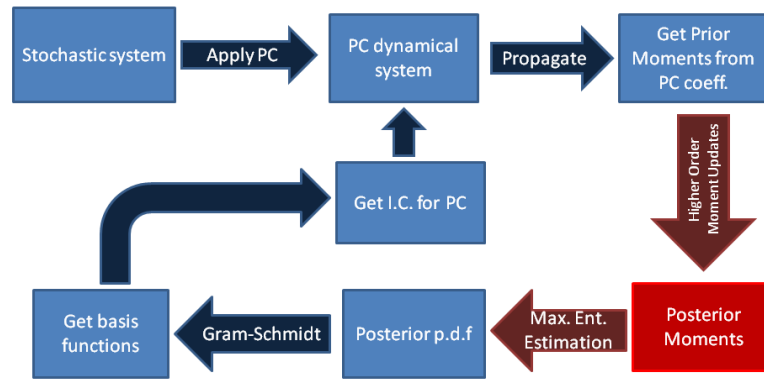 Stochastic system
Apply PC
PC dynamical
system
Propagate
Get Prior
Moments from
PC coeff.
Higher Order
Moment Updates
Get I.C. for PC
Get basis
functions
Gram-Schmidt
Posterior p.d.f
Max. Ent.
Estimation
Posterior
Moments